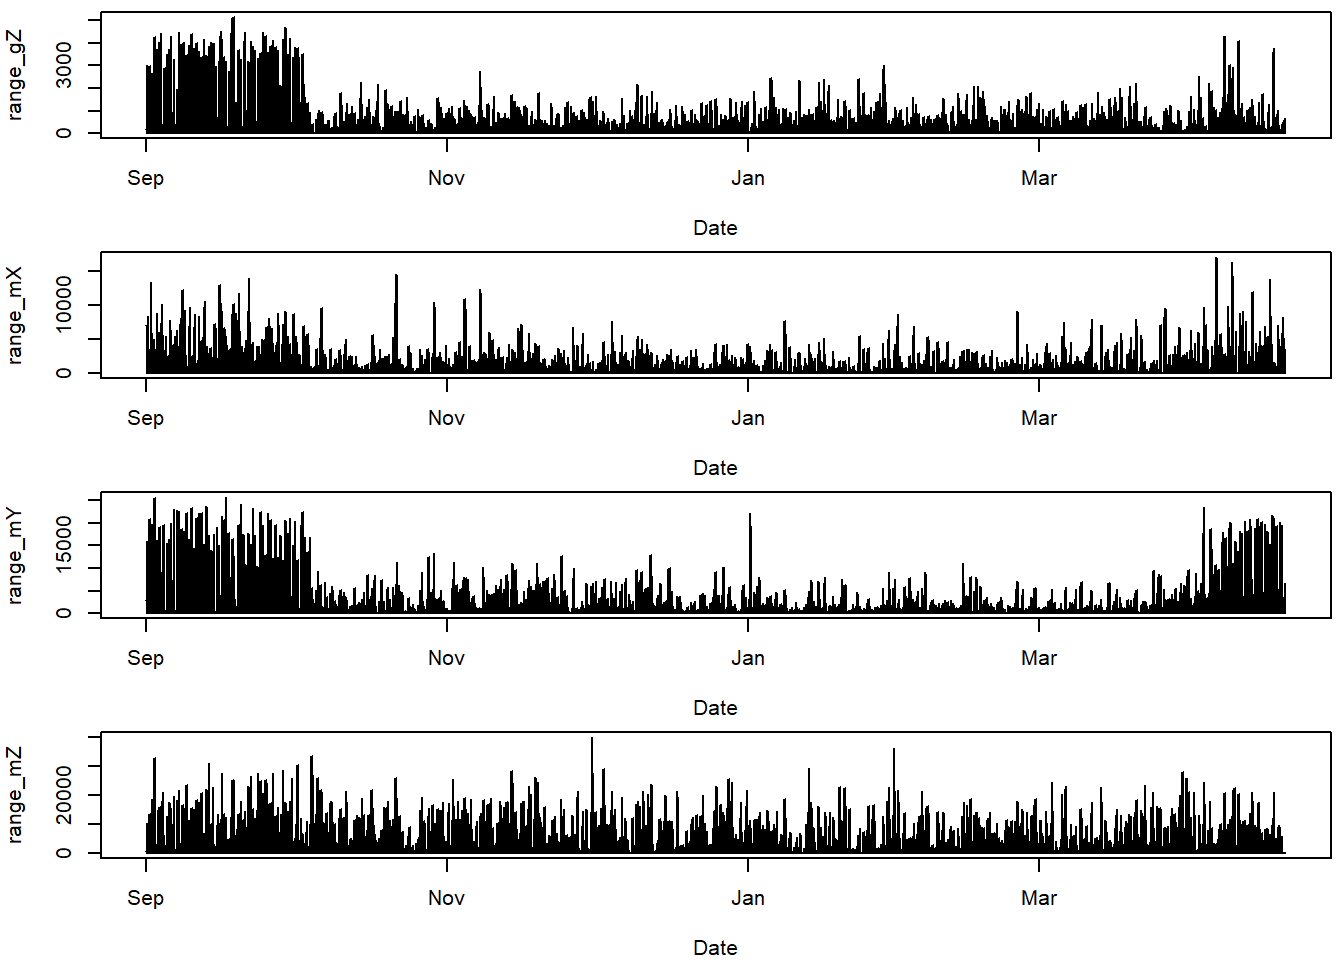 range_gZ
3000
0
Sep Nov Jan Mar
Date
range_mX
10000
0
Sep Nov Jan Mar
Date
range_mY
15000
0
Sep Nov Jan Mar
Date
range_mZ
20000
0
Sep Nov Jan Mar
Date